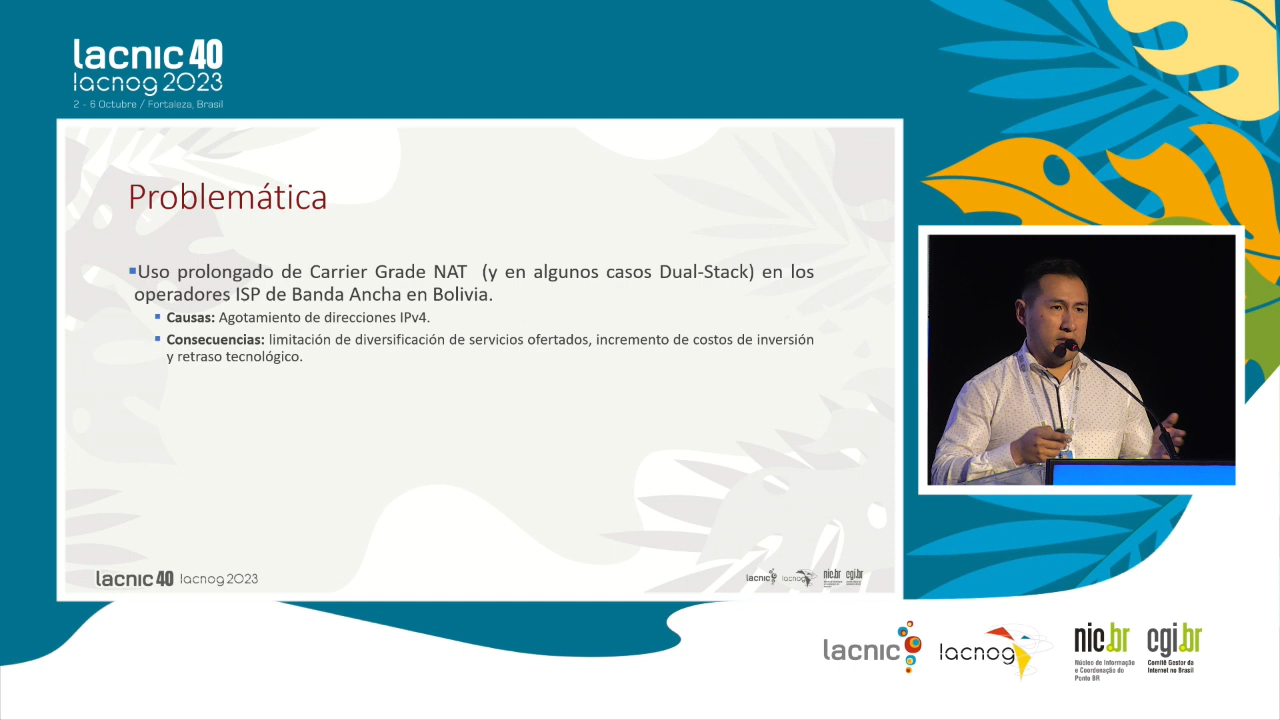 lacnic 40
lacnog 2023
2 - 6 Octubre / Fortaleza, Brasil
Problemática
Uso prolongado de Carrier Grade NAT (y en algunos casos Dual-Stack) en los
operadores ISP de Banda Ancha en Bolivia.
Causas: Agotamiento de direcciones IPv4.
Consecuencias: limitación de diversificación de servicios ofertados, incremento de costos de inversión
y retraso tecnológico.
lacnic 40 lacnog 2023
lacnic lacnog nic.br cgi.br
lacnic lacnog nic.br cgi.br
Núcleo de Informação
e Coordenação do
Ponto BR
Comitê Gestor da
Internet no Brasil